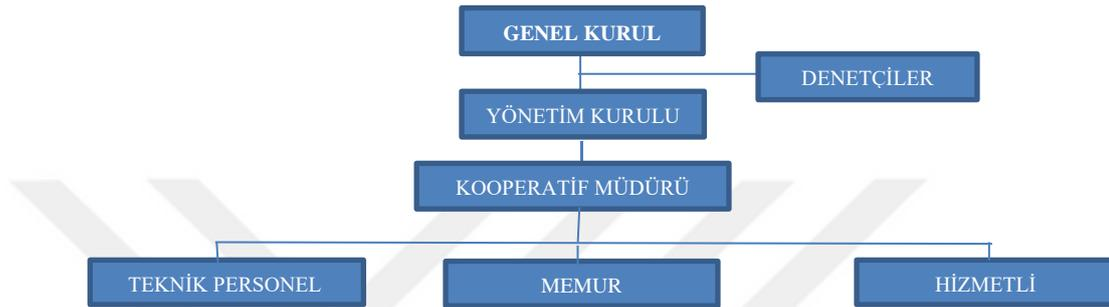 GENEL KURUL
DENETÇİLER
YÖNETİM KURULU
KOOPERATİF MÜDÜRÜ
TEKNİK PERSONEL
MEMUR
HİZMETLİ